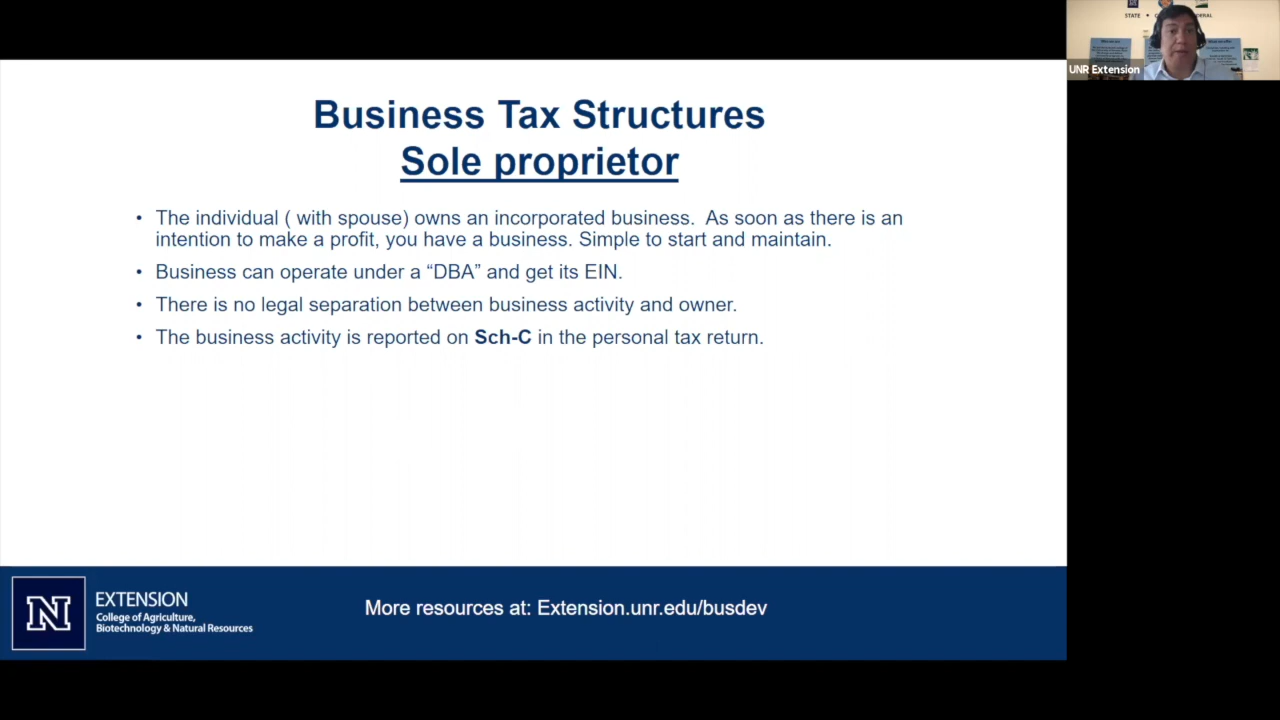 STATE
UNR Extension
Business Tax Structures
Sole proprietor
• The individual ( with spouse) owns an incorporated business.  As soon as there is an
intention to make a profit, you have a business. Simple to start and maintain.
• Business can operate under a “DBA” and get its EIN.
• There is no legal separation between business activity and owner.
• The business activity is reported on Sch-C in the personal tax return.
N
EXTENSION
College of Agriculture,
Biotechnology & Natural Resources
More resources at: Extension.unr.edu/busdev